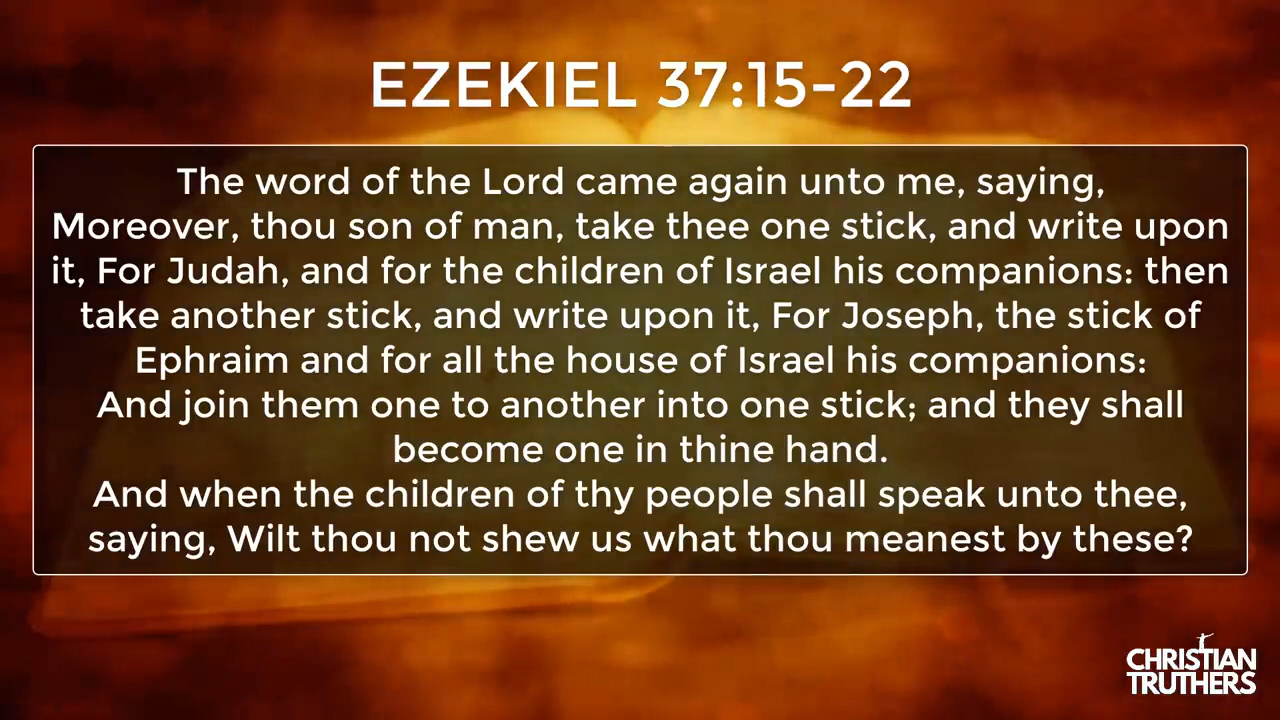 EZEKIEL 37:15-22
The word of the Lord came again unto me, saying,
Moreover, thou son of man, take thee one stick, and write upon
it, For Judah, and for the children of Israel his companions: then
take another stick, and write upon it, For Joseph, the stick of
Ephraim and for all the house of Israel his companions:
And join them one to another into one stick; and they shall
become one in thine hand.
And when the children of thy people shall speak unto thee,
saying, Wilt thou not shew us what thou meanest by these?
CHRISTIAN
TRUTHERS